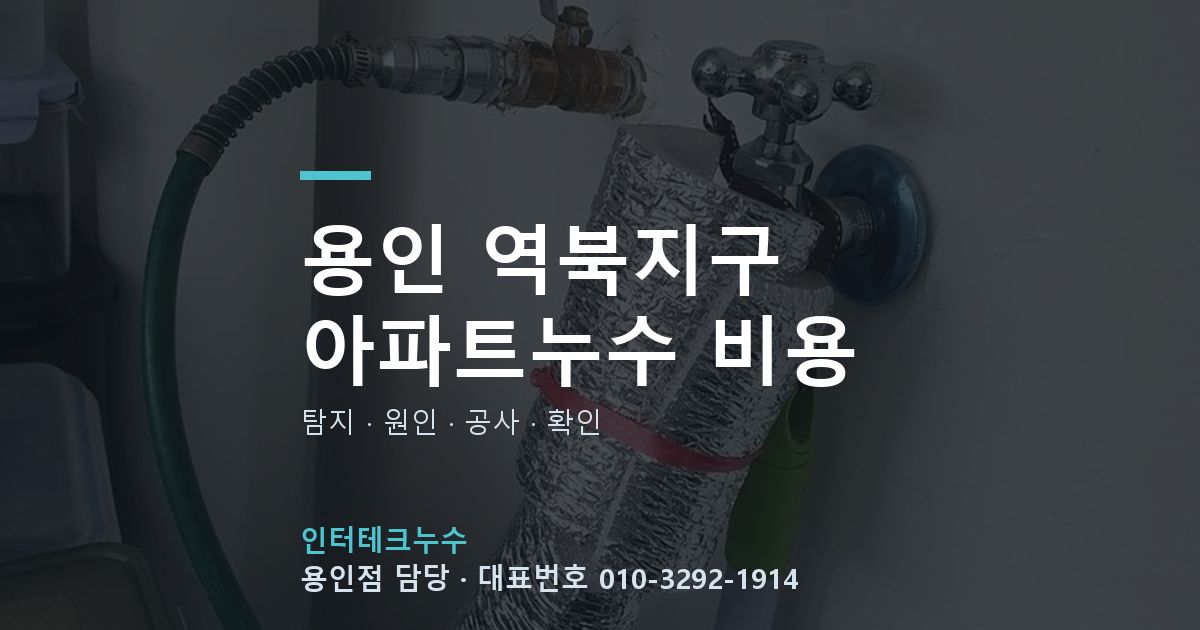 용인 역북지구
아파트누수 비용
탐지 · 원인 · 공사 · 확인
인터테크누수
용인점 담당 · 대표번호 010-3292-1914